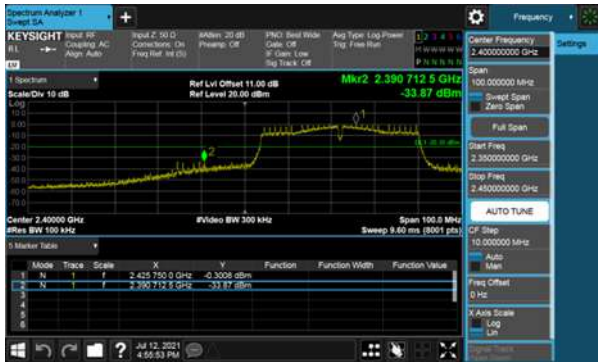 Spectrum Analyzer 1
Swept SA
+
Frequency
KEYSIGHT
Input: RF
Coupling: AC
Align: Auto
Input Z: 50 Ω
Corrections: On
Freq Ref: Int (S)
#Atten: 20 dB
Preamp: Off
PNO: Best Wide
Gate: Off
IF Gain: Low
Sig Track: Off
Avg Type: Log-Power
Trig: Free Run
LW
1 Spectrum
Scale/Div 10 dB
Ref Lvl Offset 11.00 dB
Ref Level 20.00 dBm
Mkr2 2.390 712 5 GHz
-33.87 dBm
Log
Center 2.40000 GHz
#Res BW 100 kHz
#Video BW 300 kHz
Span 100.0 MHz
Sweep 9.60 ms (8001 pts)
5 Marker Table
Mode Trace Scale X Y Function Function Width Function Value
1 N 1 f 2.425 750 0 GHz -0.3008 dBm
2 N 1 f 2.390 712 5 GHz -33.87 dBm
3
4
5
6
Jul 12, 2021
4:55:53 PM
Center Frequency
2.400000000 GHz
Settings
Span
100.000000 MHz
Swept Span
Zero Span
Full Span
Start Freq
2.350000000 GHz
Stop Freq
2.450000000 GHz
AUTO TUNE
CF Step
10.000000 MHz
Auto
Man
Freq Offset
0 Hz
X Axis Scale
Log
Lin
Signal Track